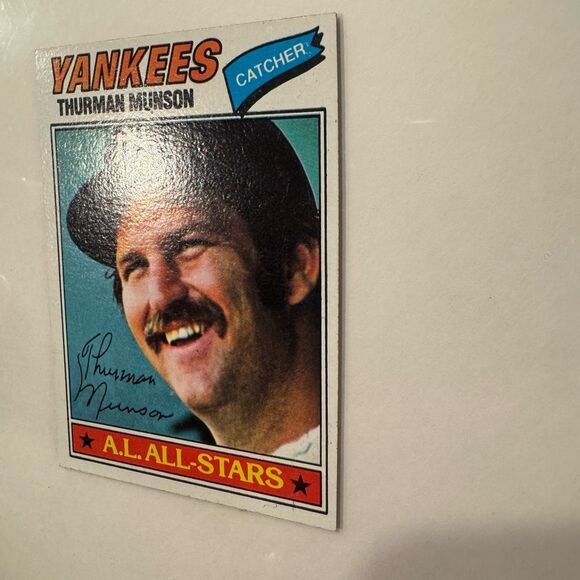 YANKEES
CATCHER
THURMAN MUNSON
Thurman
Munson
A.L. ALL-STARS